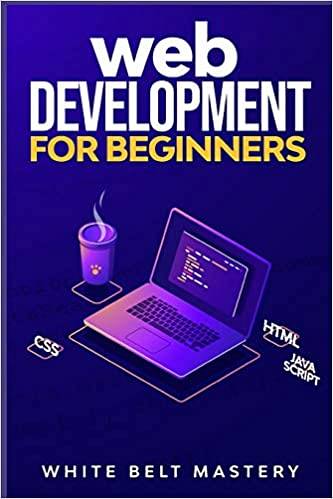 web
DEVELOPMENT
FOR BEGINNERS
CSS
HTML
JAVA
SCRIPT
WHITE BELT MASTERY